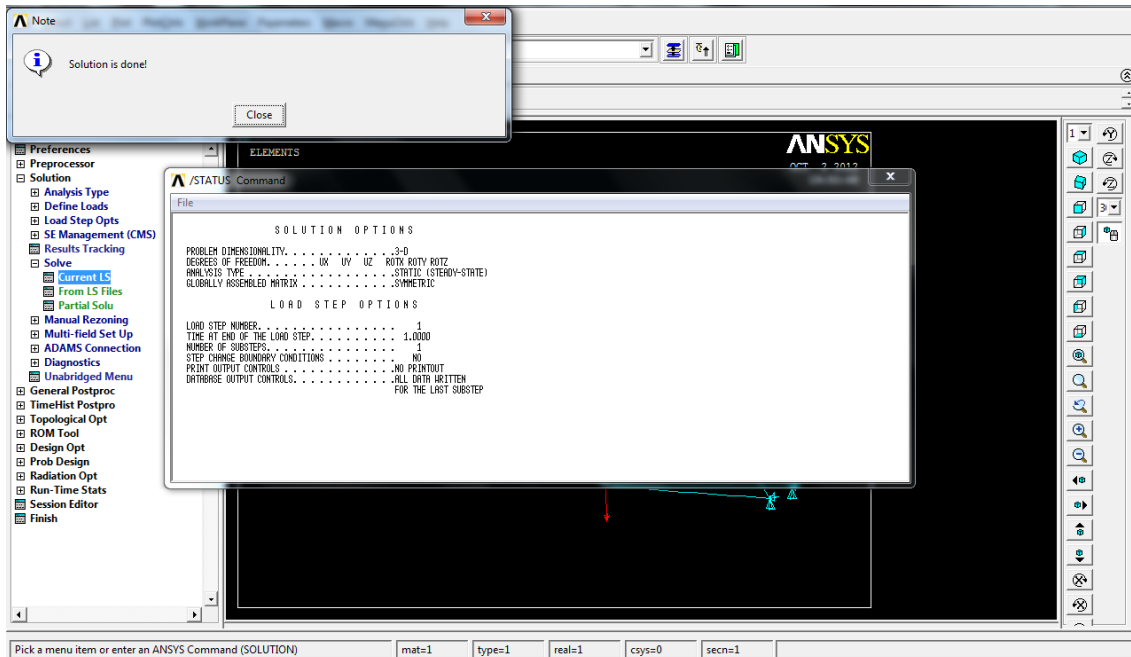 Note
Solution is done!
Close
Preferences
Preprocessor
Solution
Analysis Type
Define Loads
Load Step Opts
SE Management (CMS)
Results Tracking
Solve
Current LS
From LS Files
Partial Solu
Manual Rezoning
Multi-field Set Up
ADAMS Connection
Diagnostics
Unabridged Menu
General Postproc
TimeHist Postpro
Topological Opt
ROM Tool
Design Opt
Prob Design
Radiation Opt
Run-Time Stats
Session Editor
Finish
ELEMENTS
ANSYS
OCT 2 2012
/STATUS Command
File
SOLUTION OPTIONS
PROBLEM DIMENSIONALITY. . . . . . . . . . . . .3-D
DEGREES OF FREEDOM. . . . . . UX UY UZ ROTX ROTY ROTZ
ANALYSIS TYPE . . . . . . . . . . . . . . . . .STATIC (STEADY-STATE)
GLOBALLY ASSEMBLED MATRIX . . . . . . . . . . .SYMMETRIC
LOAD STEP OPTIONS
LOAD STEP NUMBER. . . . . . . . . . . . . . . . 1
TIME AT END OF THE LOAD STEP. . . . . . . . . . 1.0000
NUMBER OF SUBSTEPS. . . . . . . . . . . . . . . 1
STEP CHANGE BOUNDARY CONDITIONS . . . . . . . . NO
PRINT OUTPUT CONTROLS . . . . . . . . . . . . .NO PRINTOUT
DATABASE OUTPUT CONTROLS. . . . . . . . . . . .ALL DATA WRITTEN
FOR THE LAST SUBSTEP
1
Pick a menu item or enter an ANSYS Command (SOLUTION)
mat=1
type=1
real=1
csys=0
secn=1